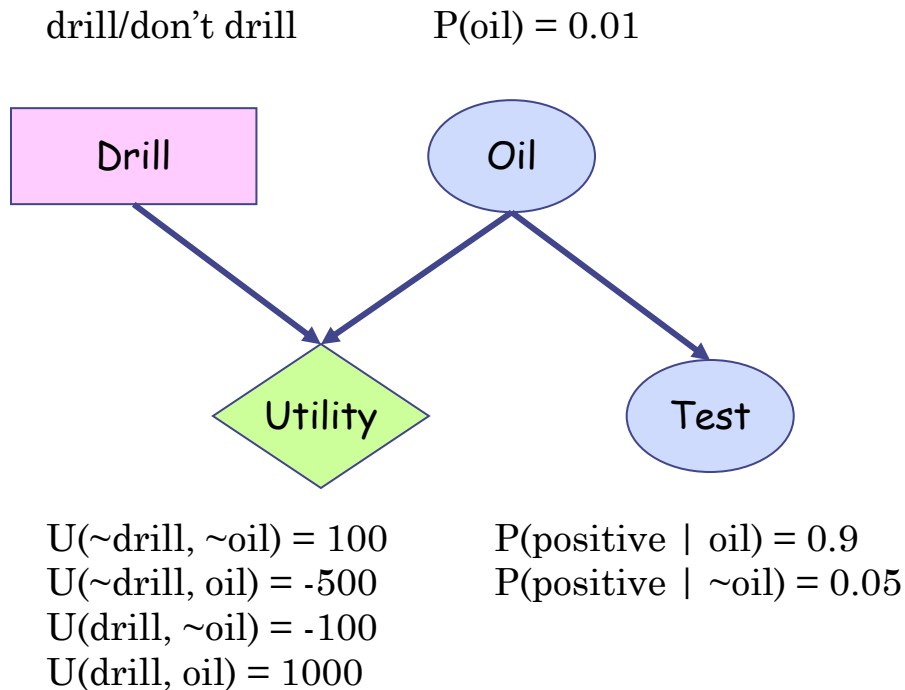 drill/don't drill P(oil) = 0.01
Drill Oil
Utility Test
U(~drill, ~oil) = 100 P(positive | oil) = 0.9
U(~drill, oil) = -500 P(positive | ~oil) = 0.05
U(drill, ~oil) = -100
U(drill, oil) = 1000